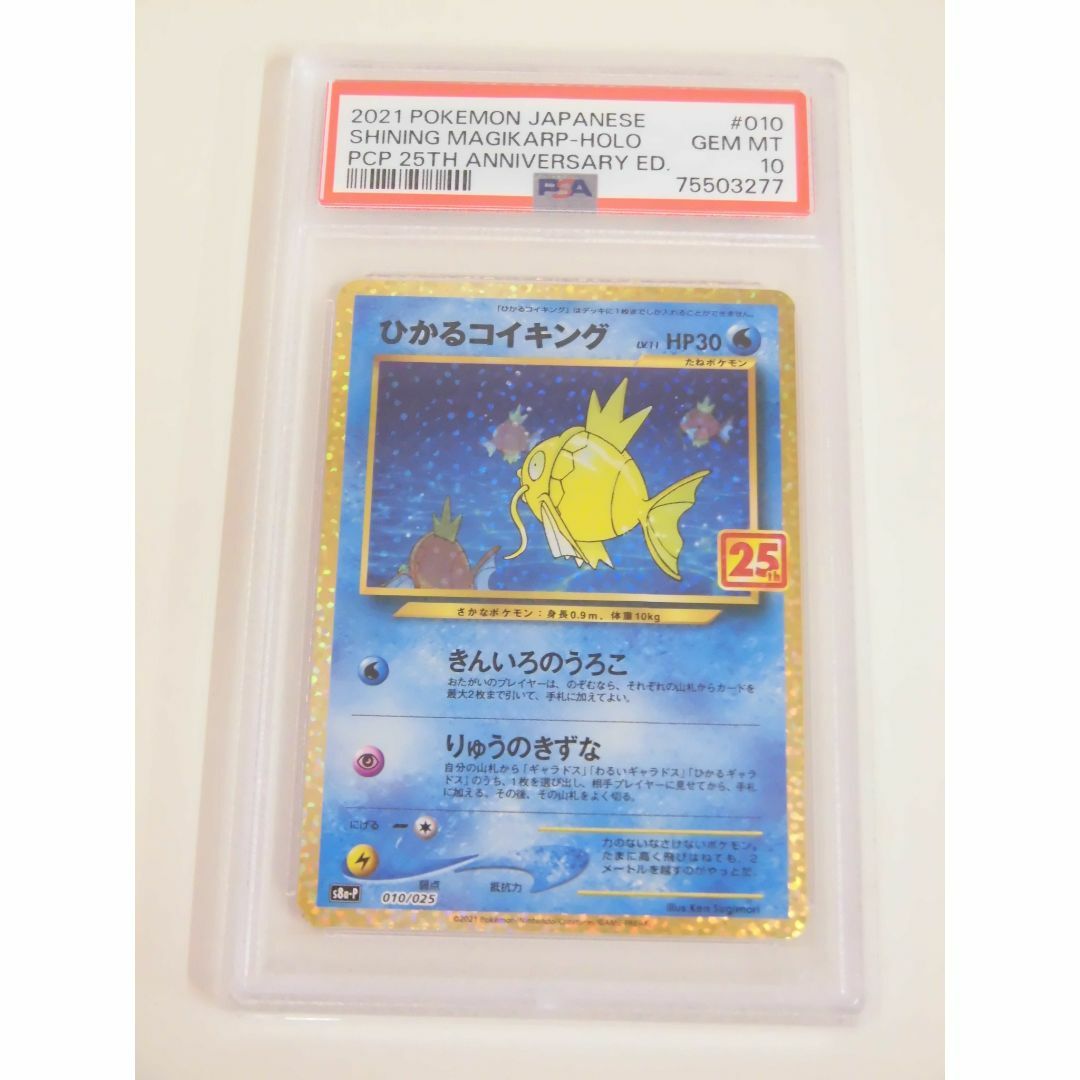 2021 POKEMON JAPANESE #010
SHINING MAGIKARP-HOLO GEM MT
PCP 25TH ANNIVERSARY ED. 10
PSA 75503277
「ひかるコイキング」はデッキに1枚までしか入れることができません。
ひかるコイキング LV.11 HP30
たねポケモン
25th
さかなポケモン：身長0.9m、体重10kg
きんいろのうろこ
おたがいのプレイヤーは、のぞむなら、それぞれの山札からカードを
最大2枚まで引いて、手札に加えてよい。
りゅうのきずな
自分の山札から「ギャラドス」「わるいギャラドス」「ひかるギャラ
ドス」のうち、1枚を選び出し、相手プレイヤーに見せてから、手札
に加える。その後、その山札をよく切る。
にげる
力のないなさけないポケモン。
たまに高く飛びはねても、2
メートルを越すのがやっとだ。
弱点 抵抗力
s8a-P 010/025
illus. Ken Sugimori
©2021 Pokémon/Nintendo/Creatures/GAME FREAK.